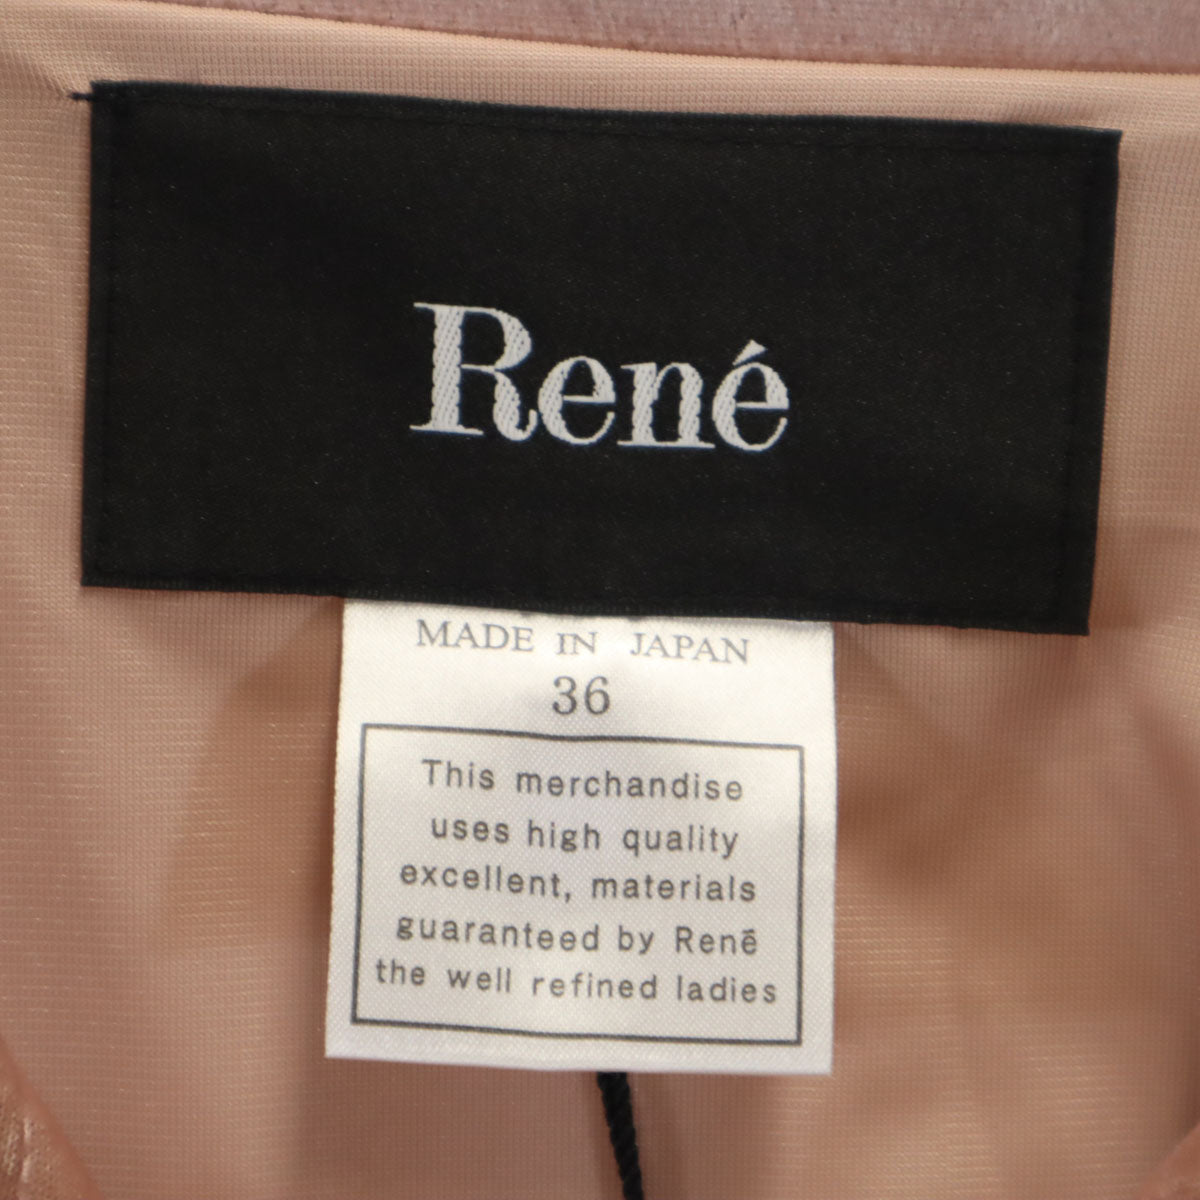 René
MADE IN JAPAN
36
This merchandise
uses high quality
excellent, materials
guaranteed by Renē
the well refined ladies